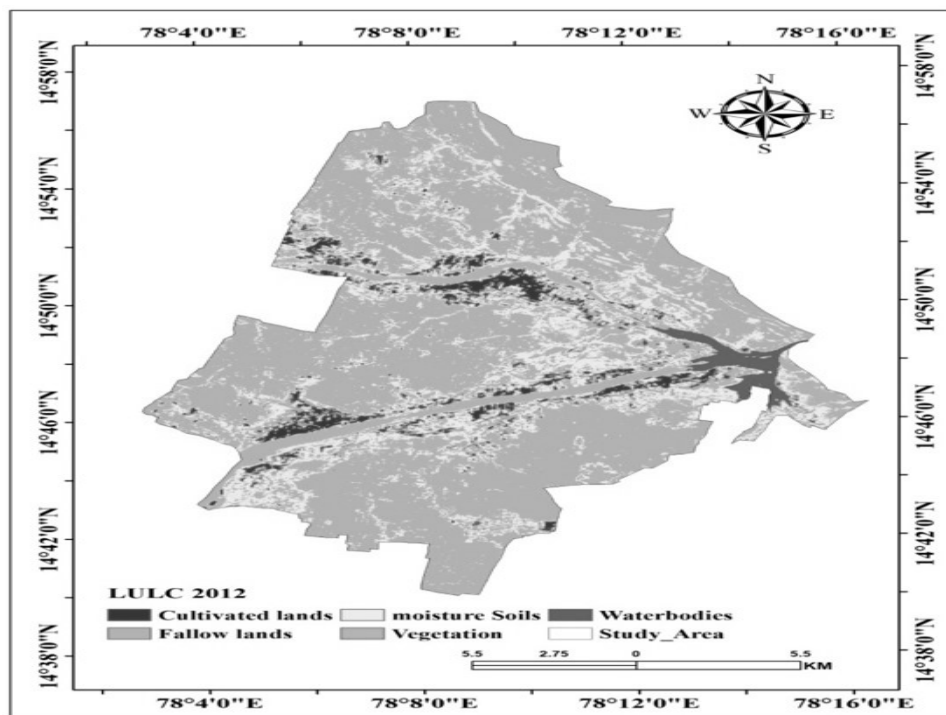 78°4'0"E 78°8'0"E 78°12'0"E 78°16'0"E
14°58'0"N 14°58'0"N
N
W E
S
14°54'0"N 14°54'0"N
14°50'0"N 14°50'0"N
14°46'0"N 14°46'0"N
14°42'0"N 14°42'0"N
LULC 2012
Cultivated lands moisture Soils Waterbodies
Fallow lands Vegetation Study_Area
14°38'0"N 14°38'0"N
5.5 2.75 0 5.5
KM
78°4'0"E 78°8'0"E 78°12'0"E 78°16'0"E